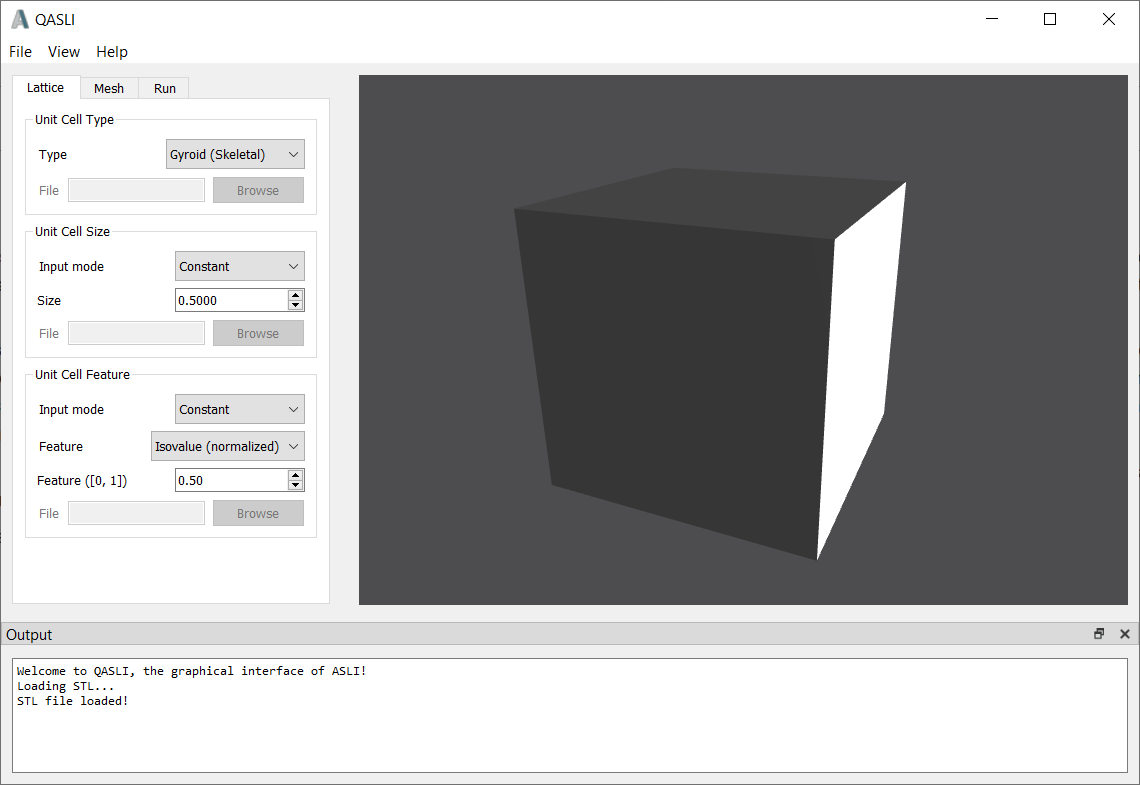 QASLI
File View Help
Lattice Mesh Run
Unit Cell Type
Type Gyroid (Skeletal)
File Browse
Unit Cell Size
Input mode Constant
Size 0.5000
File Browse
Unit Cell Feature
Input mode Constant
Feature Isovalue (normalized)
Feature ([0, 1]) 0.50
File Browse
Output
Welcome to QASLI, the graphical interface of ASLI!
Loading STL...
STL file loaded!